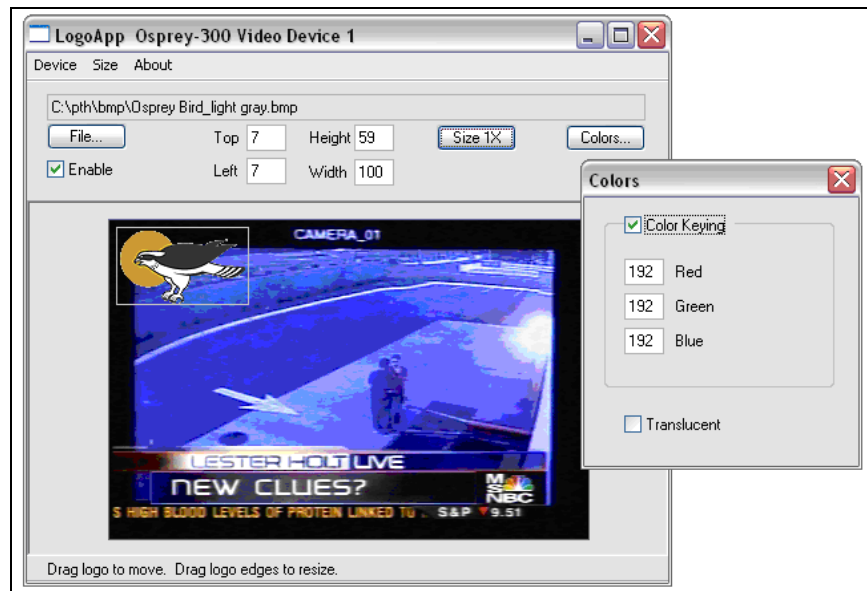 LogoApp Osprey-300 Video Device 1
Device Size About
C:\pth\bmp\Osprey Bird_light gray.bmp
File... Top 7 Height 59 Size 1X Colors...
Enable Left 7 Width 100
Colors
Color Keying
192 Red
192 Green
192 Blue
Translucent
CAMERA_01
LESTER HOLT LIVE
NEW CLUES?
MSNBC
S HIGH BLOOD LEVELS OF PROTEIN LINKED TO S&P ▼9.51
Drag logo to move. Drag logo edges to resize.